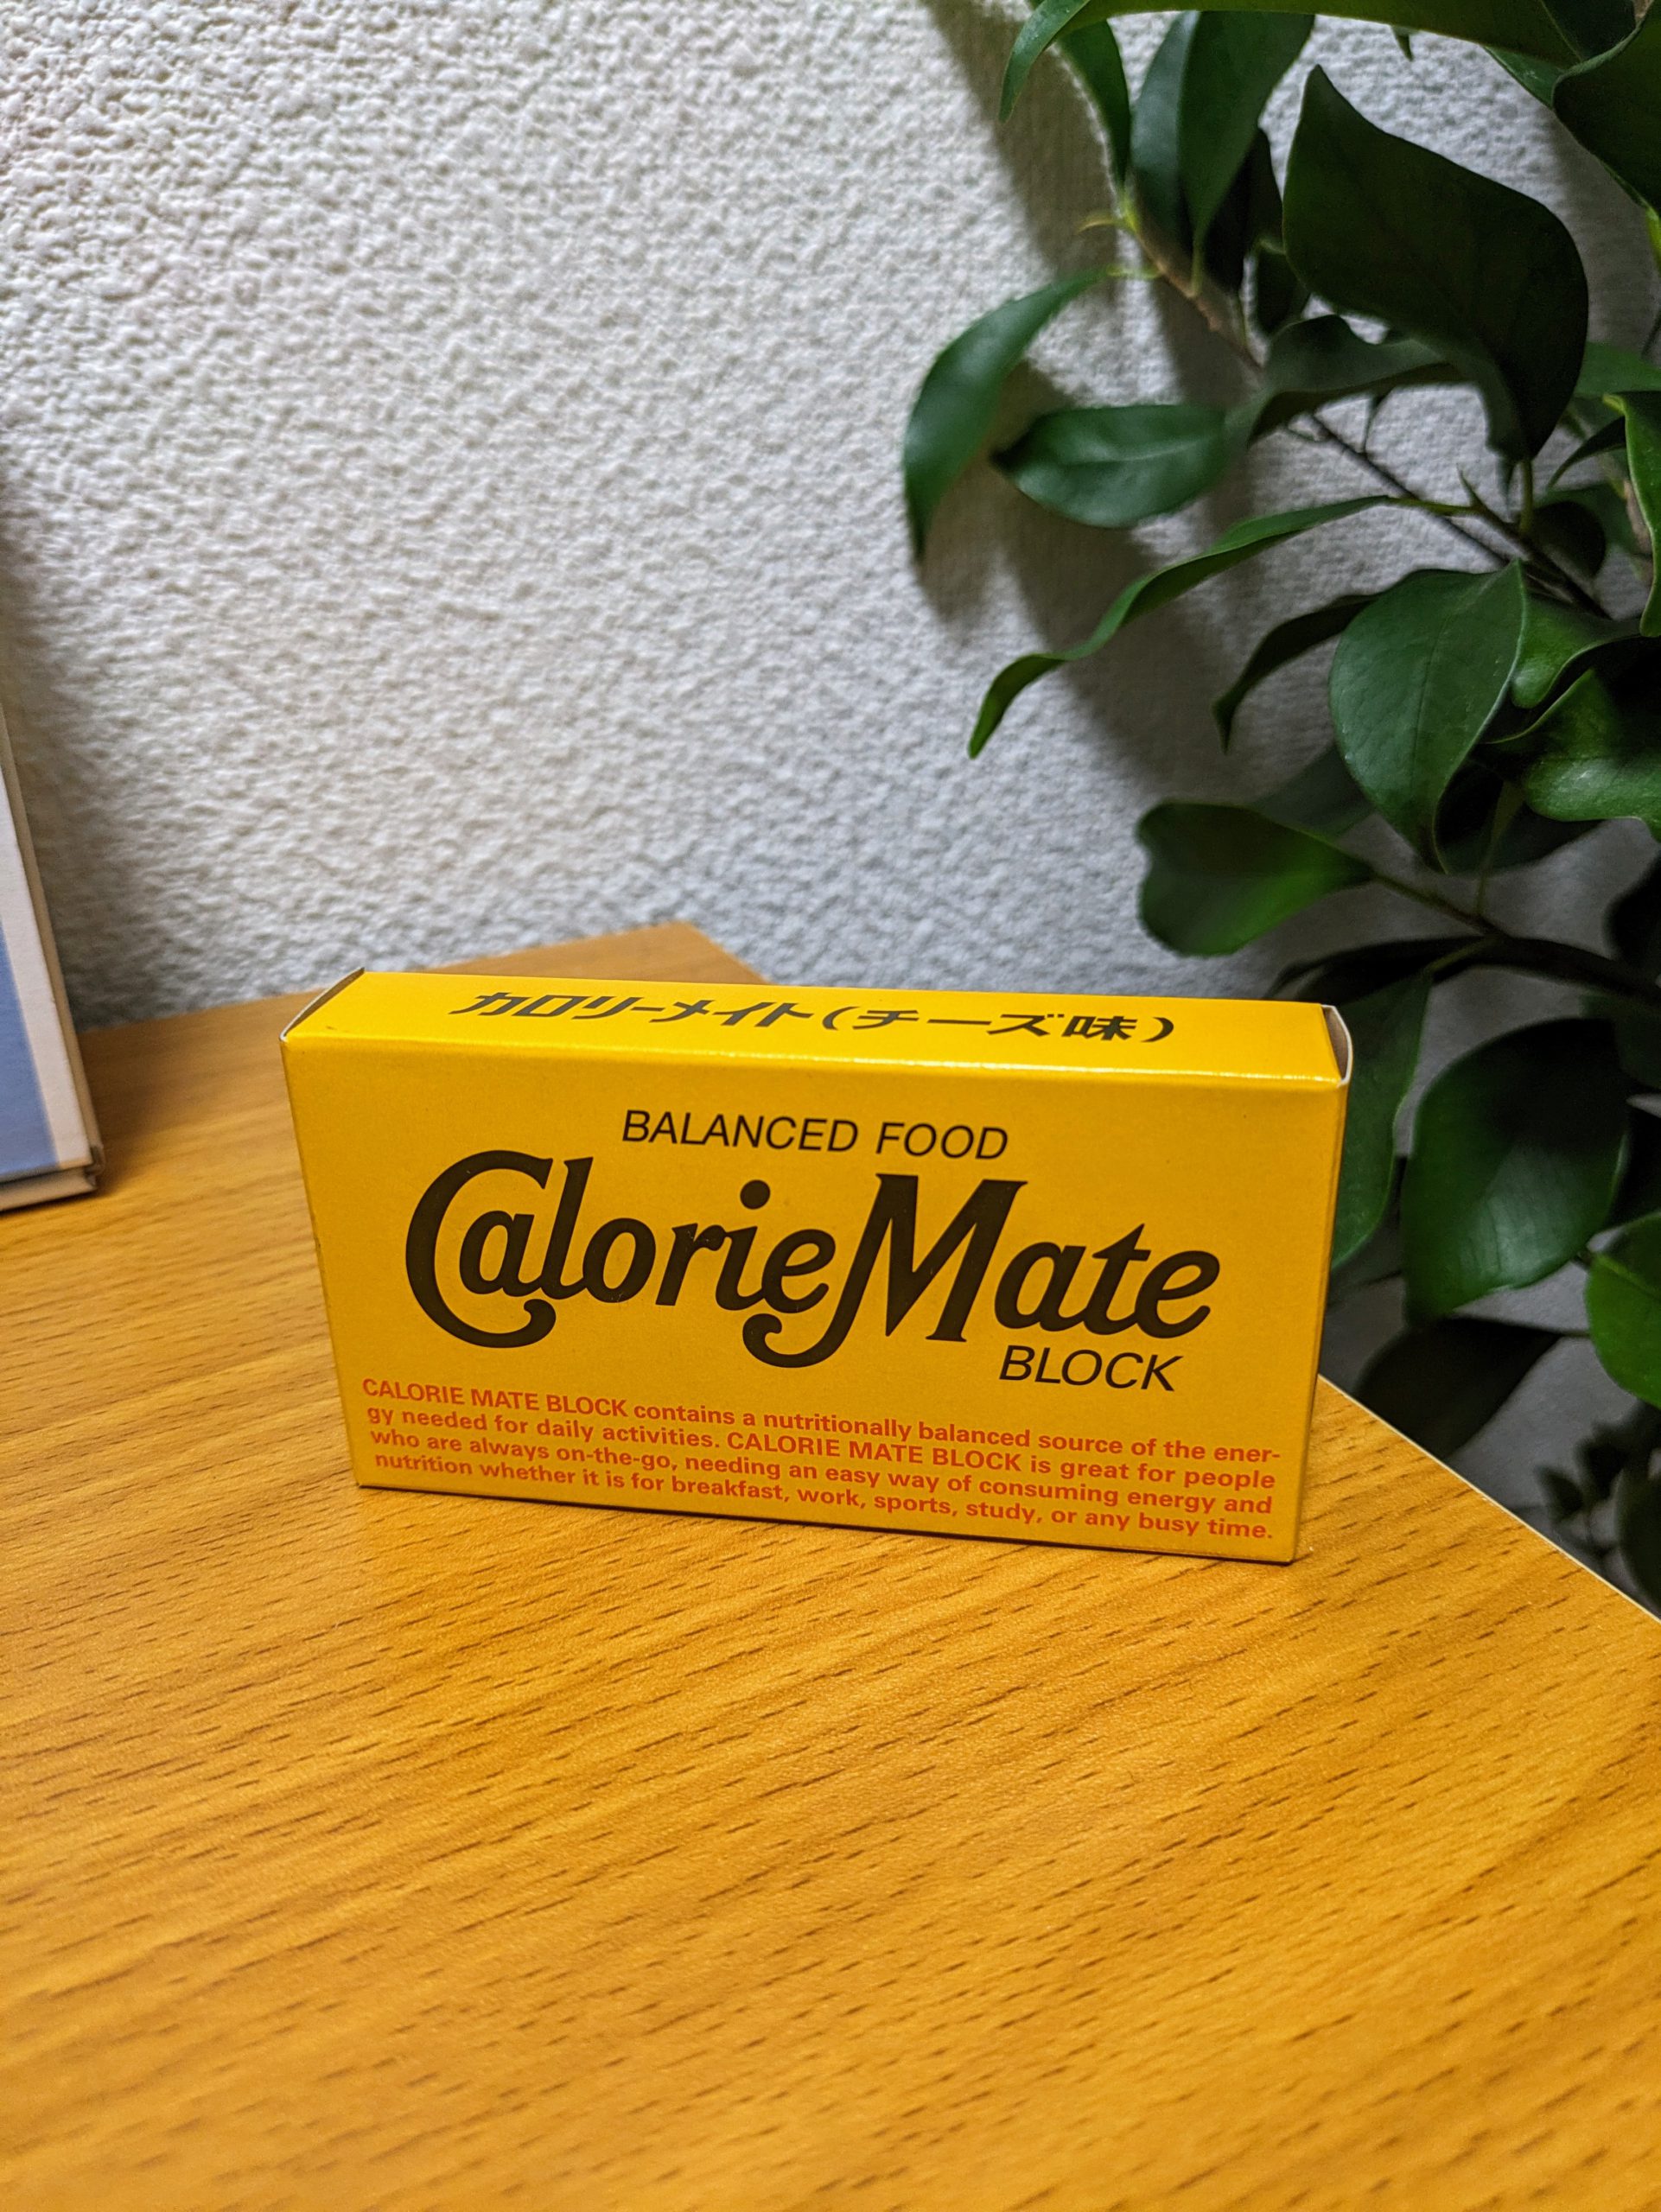 カロリーメイト(チーズ味)
BALANCED FOOD
CalorieMate
BLOCK
CALORIE MATE BLOCK contains a nutritionally balanced source of the ener-
gy needed for daily activities. CALORIE MATE BLOCK is great for people
who are always on-the-go, needing an easy way of consuming energy and
nutrition whether it is for breakfast, work, sports, study, or any busy time.